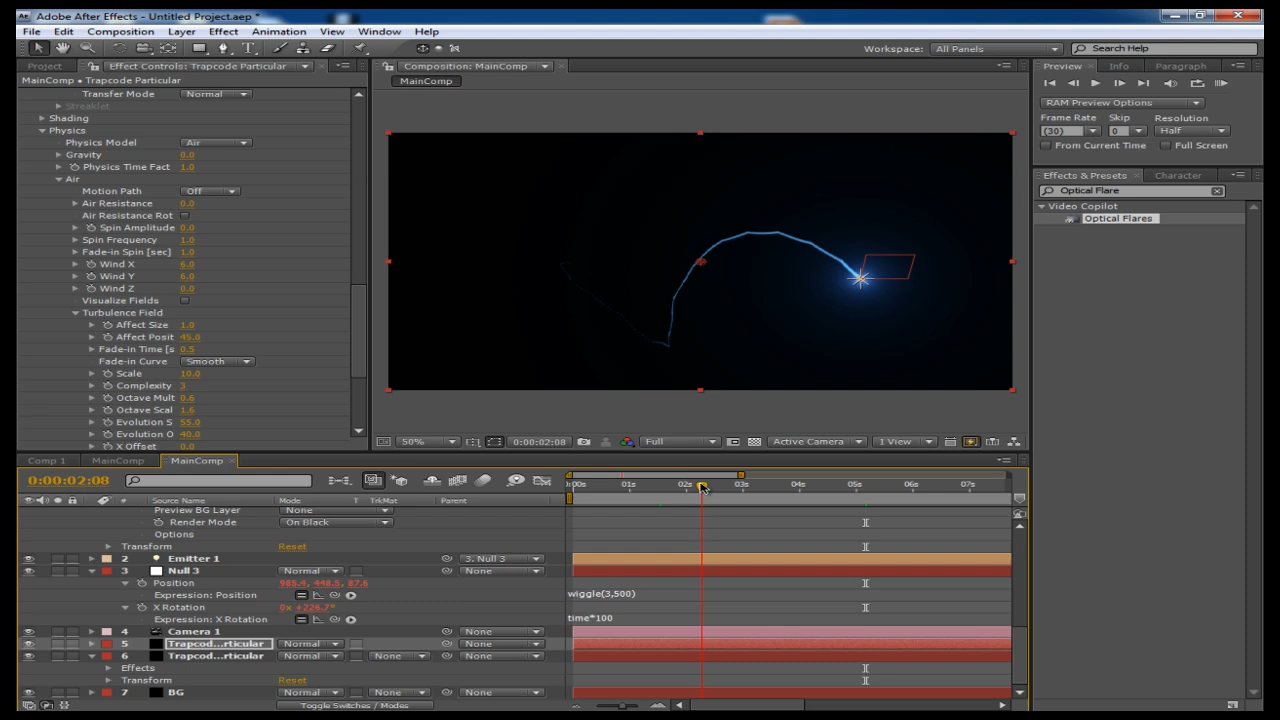 Ae Adobe After Effects - Untitled Project.aep *
File Edit Composition Layer Effect Animation View Window Help
Workspace: All Panels Search Help
Project Effect Controls: Trapcode Particular
MainComp • Trapcode Particular
Transfer Mode Normal
Streaklet
Shading
Physics
Physics Model Air
Gravity 0.0
Physics Time Fact 1.0
Air
Motion Path Off
Air Resistance 0.0
Air Resistance Rot
Spin Amplitude 0.0
Spin Frequency 1.0
Fade-in Spin [sec] 1.0
Wind X 6.0
Wind Y 6.0
Wind Z 0.0
Visualize Fields
Turbulence Field
Affect Size 1.0
Affect Posit 45.0
Fade-in Time [s 0.5
Fade-in Curve Smooth
Scale 10.0
Complexity 3
Octave Mult 0.6
Octave Scal 1.6
Evolution S 55.0
Evolution O 40.0
X Offset 0.0
Composition: MainComp
MainComp
50% 0:00:02:08 Full Active Camera 1 View
Preview Info Paragraph
RAM Preview Options
Frame Rate Skip Resolution
(30) 0 Half
From Current Time Full Screen
Effects & Presets Character
Optical Flare
Video Copilot
Optical Flares
Comp 1 MainComp MainComp
0:00:02:08
# Source Name Mode T TrkMat Parent
00s 01s 02s 03s 04s 05s 06s 07s
Preview BG Layer None
Render Mode On Black
Options
Transform Reset
2 Emitter 1 3. Null 3
3 Null 3 Normal None
Position 985.4, 448.5, 87.6
Expression: Position wiggle(3,500)
X Rotation 0x +226.7°
Expression: X Rotation time*100
4 Camera 1 None
5 Trapcod...rticular Normal None
6 Trapcod...rticular Normal None None
Effects
Transform Reset
7 BG Normal None None
Toggle Switches / Modes